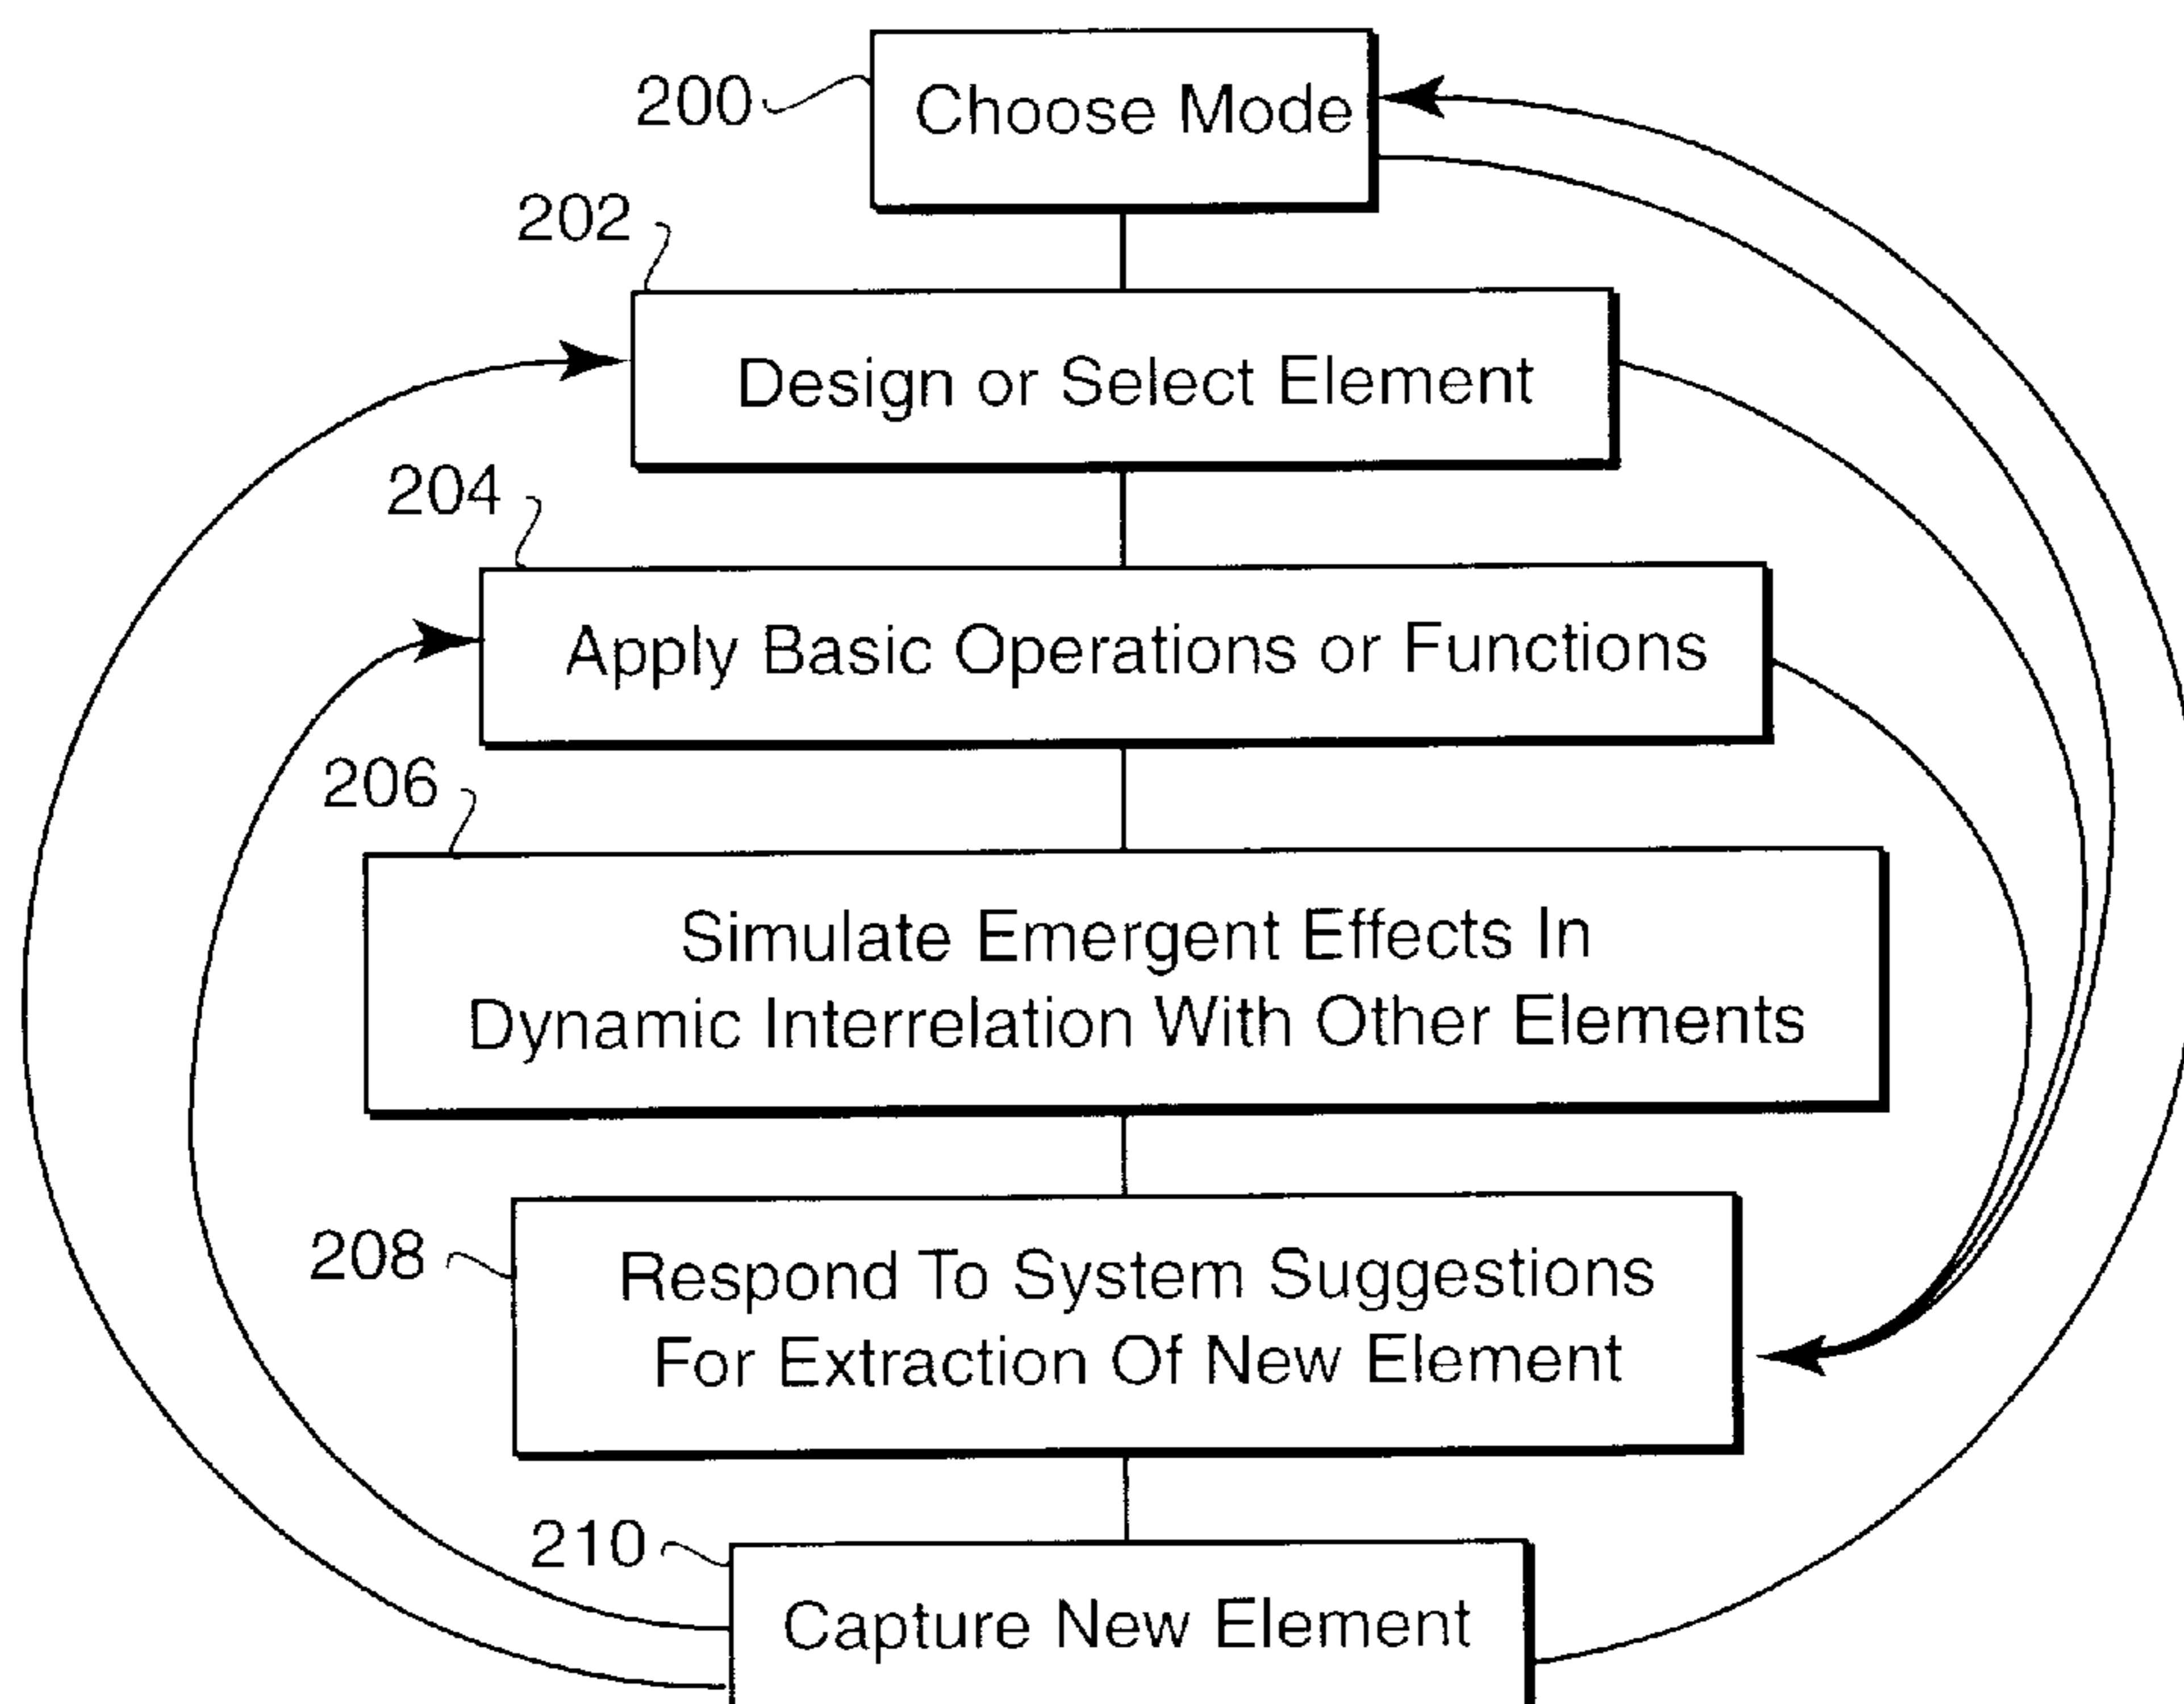 200
Choose Mode
202
Design or Select Element
204
Apply Basic Operations or Functions
206
Simulate Emergent Effects In
Dynamic Interrelation With Other Elements
208
Respond To System Suggestions
For Extraction Of New Element
210
Capture New Element